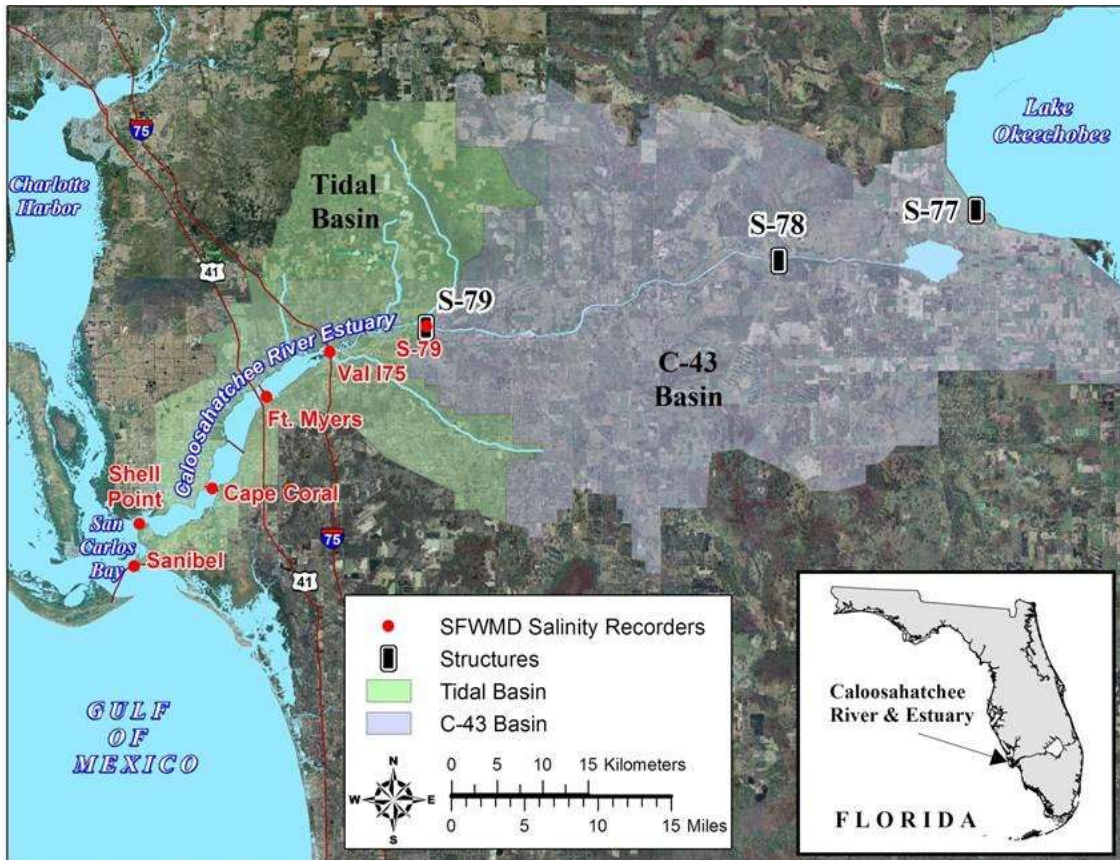 Lake
Okeechobee
75
Charlotte
Harbor
Tidal
Basin
S-77
S-78
41
S-79
S-79
Caloosahatchee River Estuary
Val I75
C-43
Basin
Ft. Myers
Shell
Point
Cape Coral
San
Carlos
Bay
Sanibel
75
41
GULF
OF
MEXICO
SFWMD Salinity Recorders
Structures
Tidal Basin
C-43 Basin
N
W E
S
0 5 10 15 Kilometers
0 5 10 15 Miles
Caloosahatchee
River & Estuary
FLORIDA